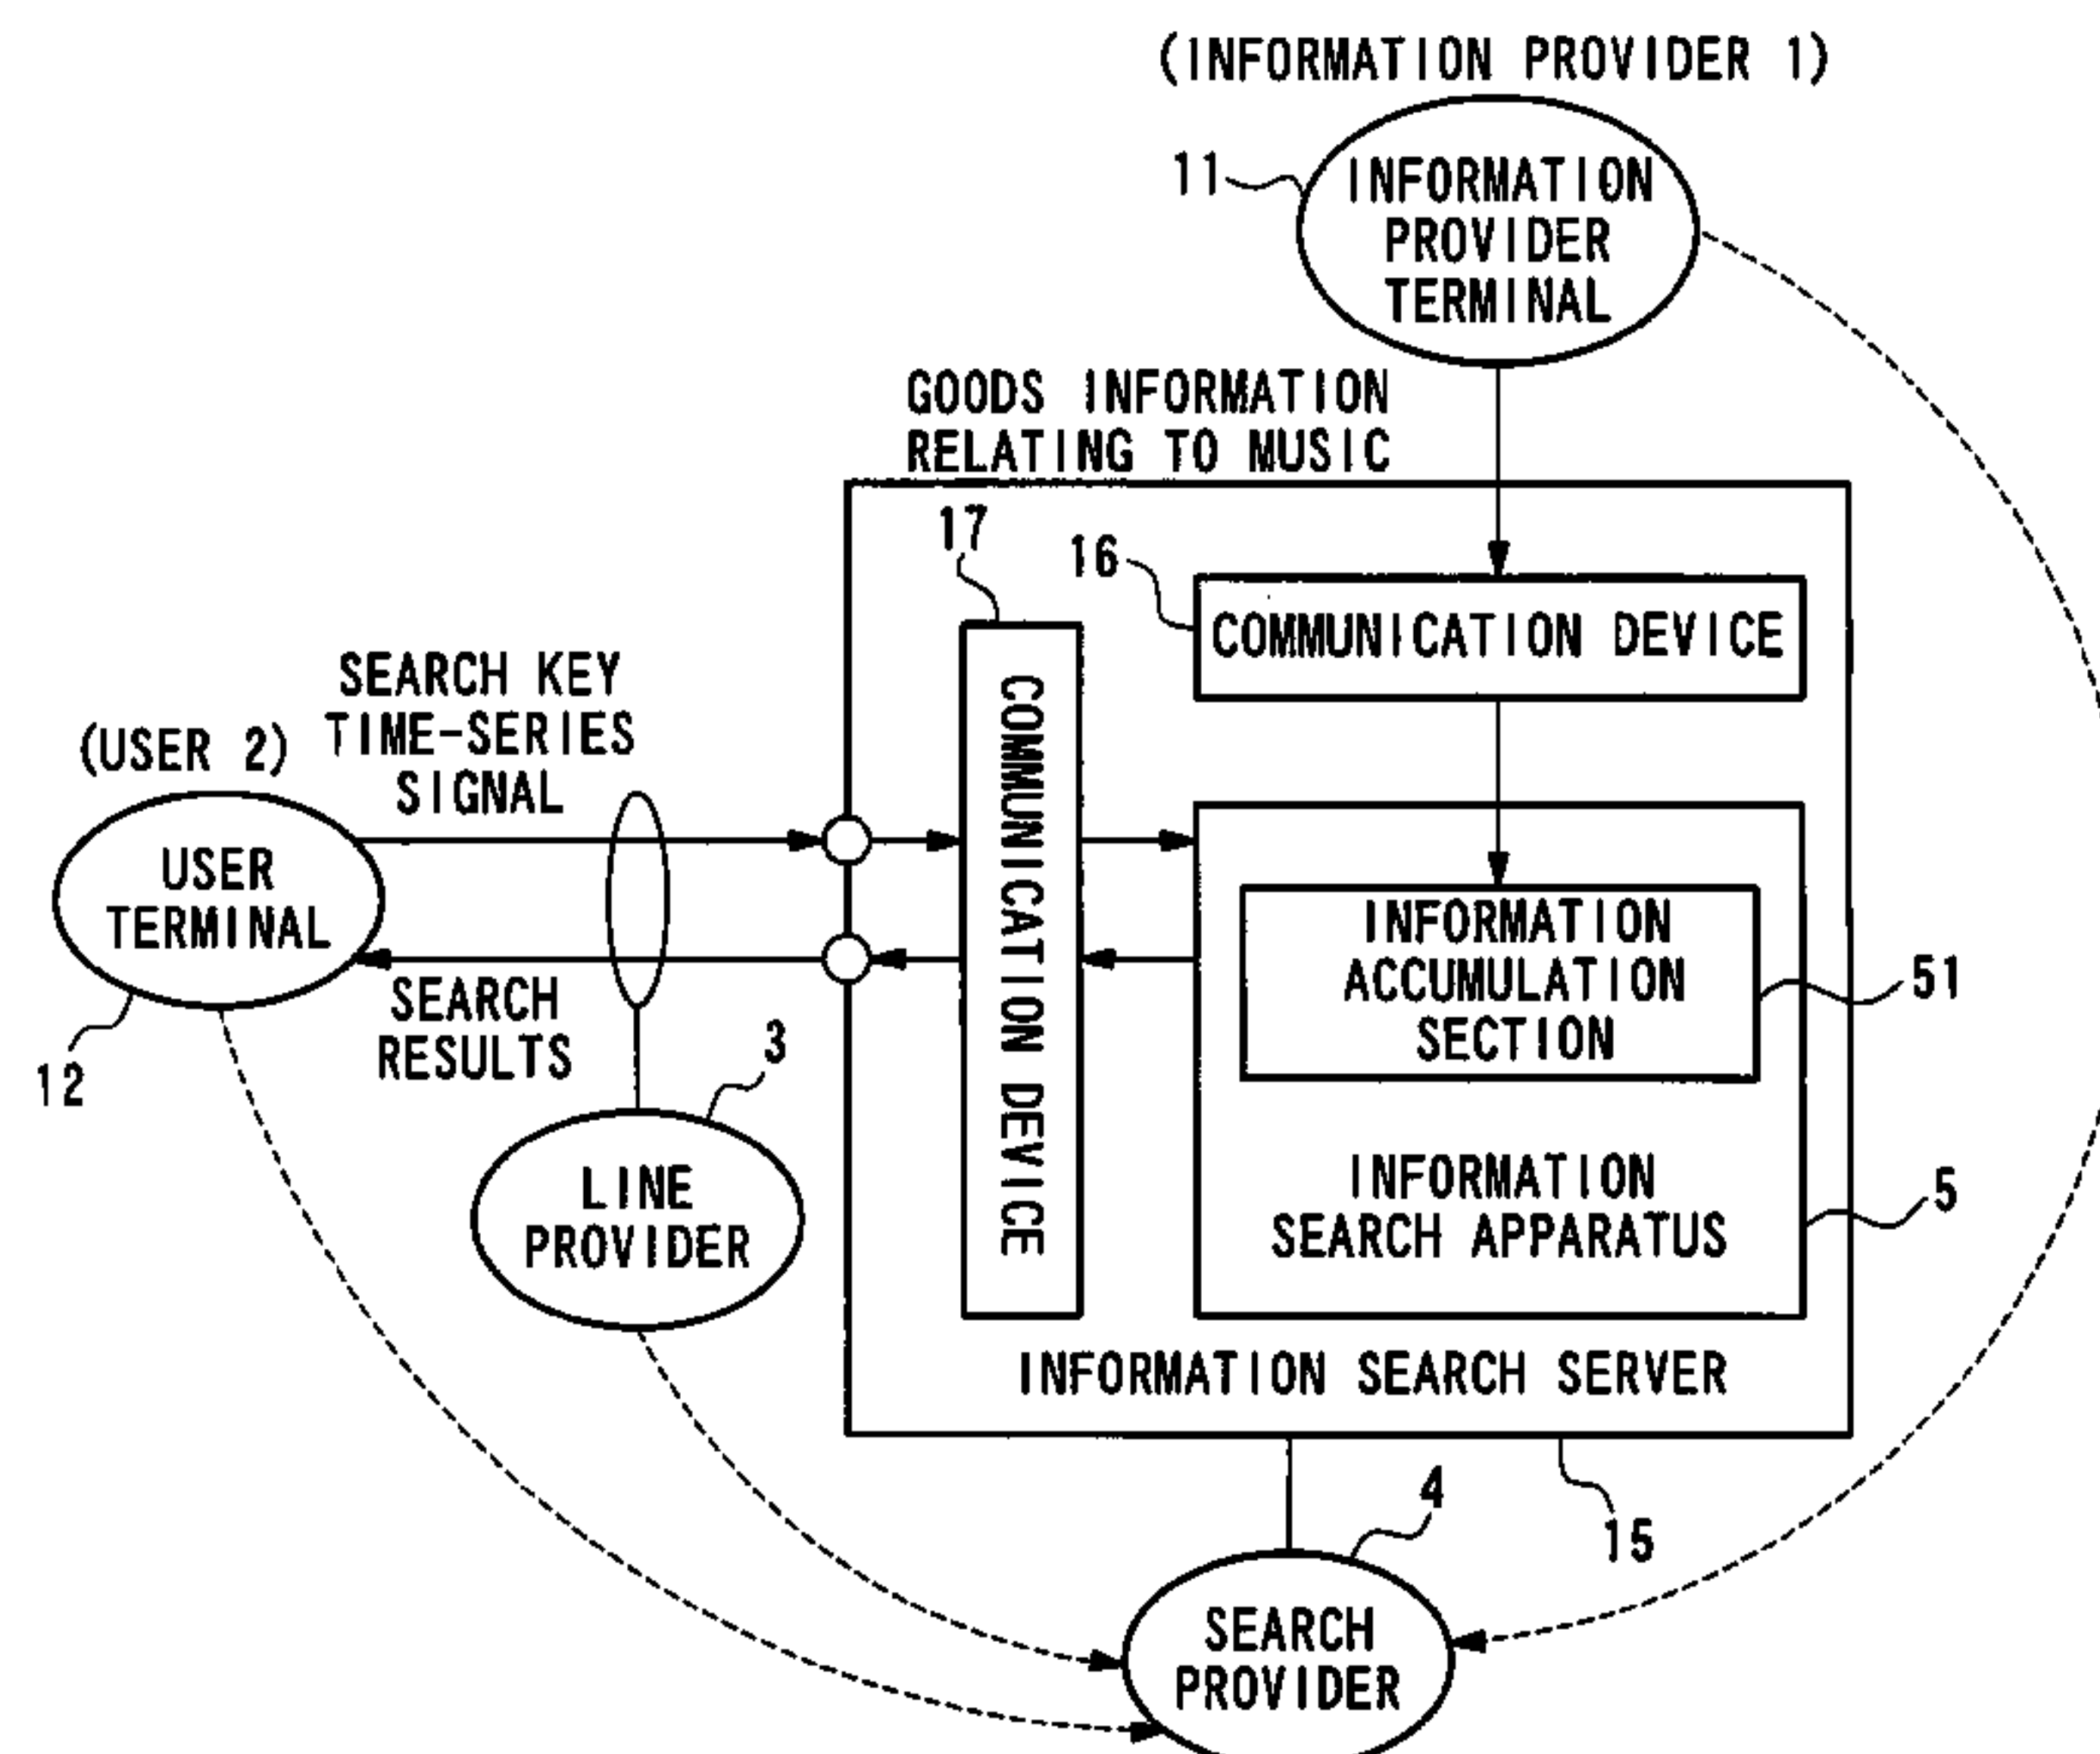 (INFORMATION PROVIDER 1)
11
INFORMATION
PROVIDER
TERMINAL
GOODS INFORMATION
RELATING TO MUSIC
17
16
COMMUNICATION DEVICE
SEARCH KEY
TIME-SERIES
SIGNAL
(USER 2)
USER
TERMINAL
12
SEARCH
RESULTS
3
LINE
PROVIDER
COMMUNICATION DEVICE
INFORMATION
ACCUMULATION
SECTION
51
INFORMATION
SEARCH APPARATUS
5
INFORMATION SEARCH SERVER
4
15
SEARCH
PROVIDER